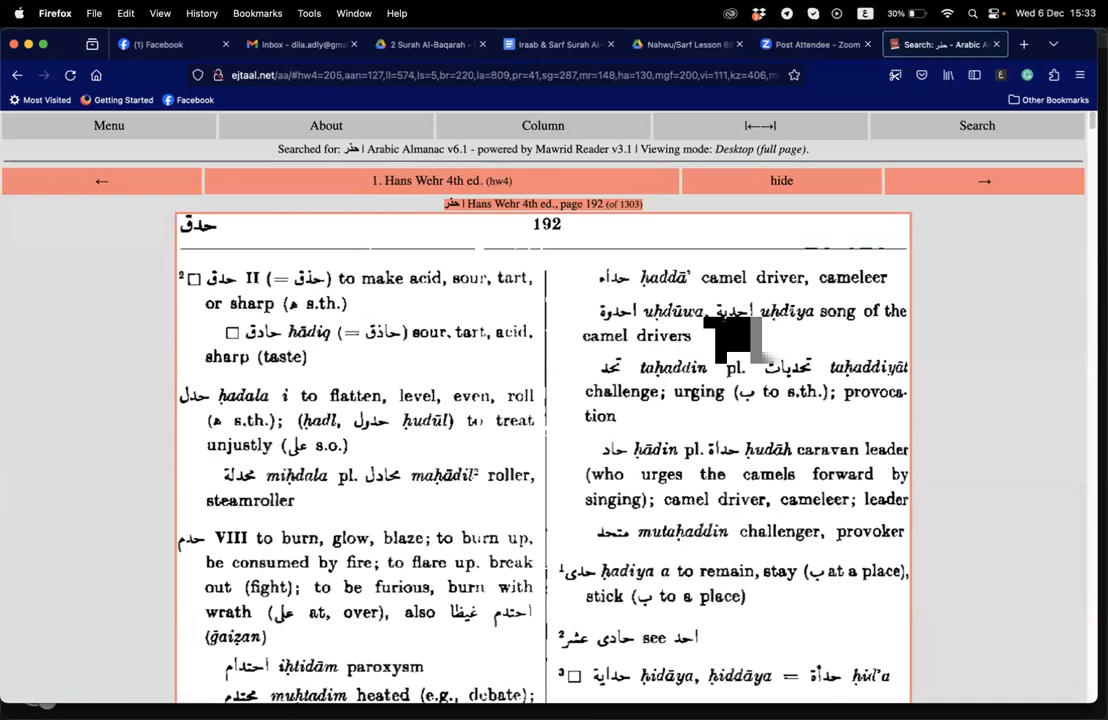 Firefox File Edit View History Bookmarks Tools Window Help 30% Wed 6 Dec 15:33
(1) Facebook Inbox - dila.adly@gma 2 Surah Al-Baqarah - ( Iraab & Sarf Surah Al- Nahwu/Sarf Lesson BE Post Attendee - Zoom Search: حذر - Arabic A
ejtaal.net/aa/#hw4=205,aan=127,ll=574,ls=5,br=220,la=809,pr=41,sg=287,mr=148,ha=130,mgf=200,vi=111,kz=406,m
Most Visited Getting Started Facebook Other Bookmarks
Menu About Column |←--→| Search
Searched for: حذر | Arabic Almanac v6.1 - powered by Mawrid Reader v3.1 | Viewing mode: Desktop (full page).
← 1. Hans Wehr 4th ed. (hw4) hide →
حذر | Hans Wehr 4th ed., page 192 (of 1303)
حدق 192
² □ حدق II (= حذق) to make acid, sour, tart,
or sharp (ه s.th.)
□ حادق ḥādiq (= حاذق) sour, tart, acid,
sharp (taste)
حدل ḥadala i to flatten, level, even, roll
(ه s.th.); (ḥadl, حدول ḥudūl) to treat
unjustly (على s.o.)
محدلة miḥdala pl. محادل maḥādil² roller,
steamroller
حدم VIII to burn, glow, blaze; to burn up,
be consumed by fire; to flare up, break
out (fight); to be furious, burn with
wrath (على at, over), also احتدم غيظا
(ḡaiẓan)
احتدام iḥtidām paroxysm
محتدم muḥtadim heated (e.g., debate);
حداء ḥaddā' camel driver, cameleer
احدوة uḥdūwa, أحدية uḥdīya song of the
camel drivers
تحد taḥaddin pl. تحديات taḥaddiyāt
challenge; urging (ب to s.th.); provoca-
tion
حاد ḥādin pl. حداة ḥudāh caravan leader
(who urges the camels forward by
singing); camel driver, cameleer; leader
متحد mutaḥaddin challenger, provoker
¹حدى ḥadiya a to remain, stay (ب at a place),
stick (ب to a place)
²حادى عشر see احد
³ □ حداية ḥidāya, ḥiddāya = حدأة ḥid'a